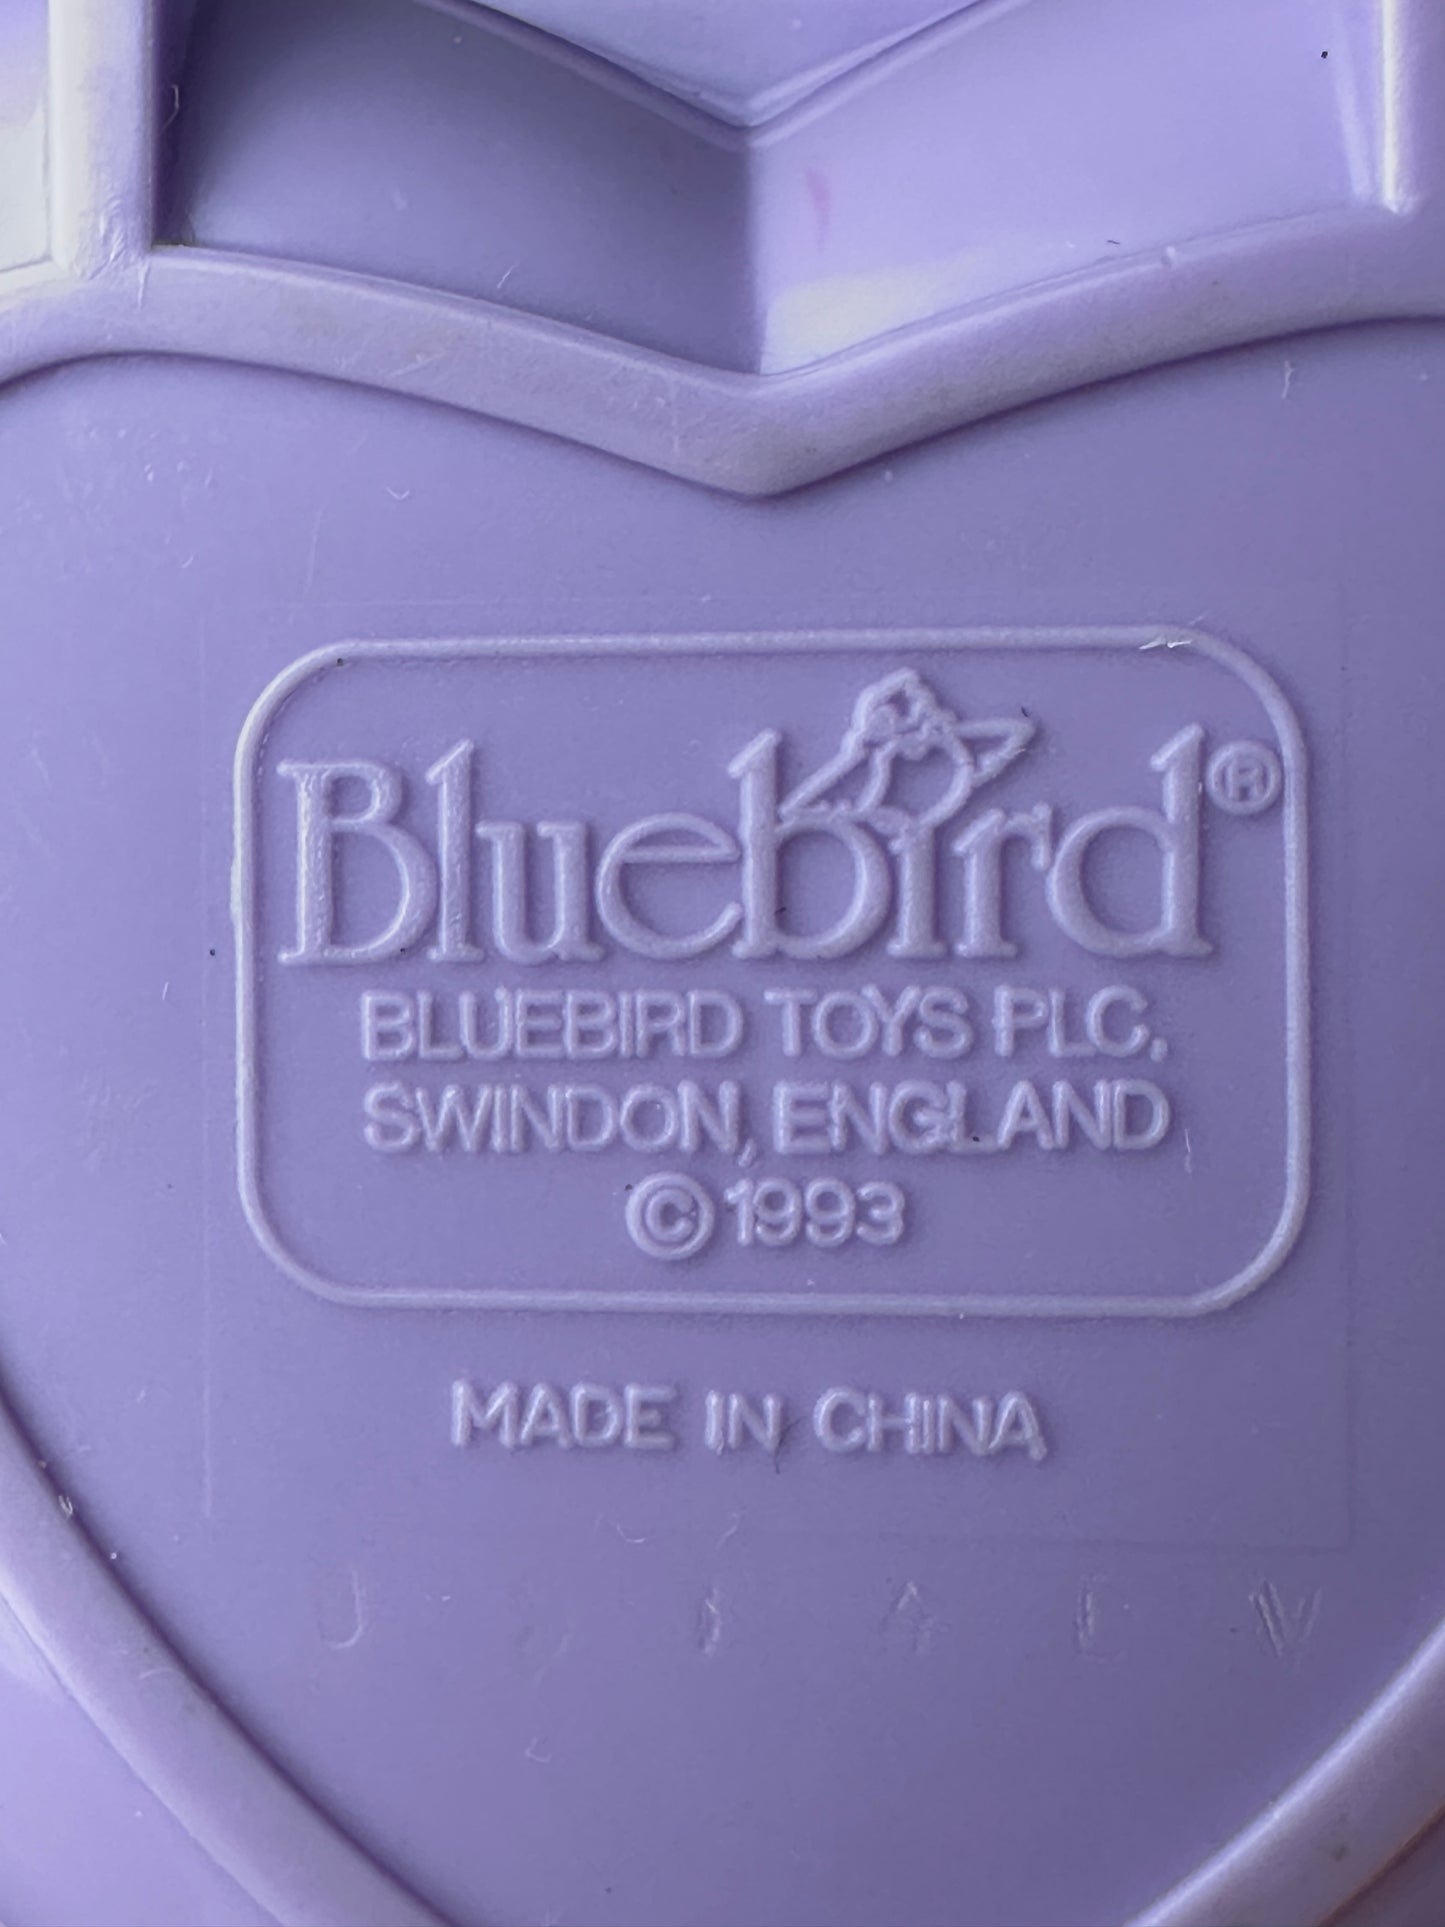 Bluebird®
BLUEBIRD TOYS PLC.
SWINDON, ENGLAND
©1993
MADE IN CHINA